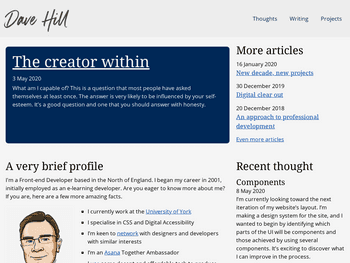 Dave Hill
Thoughts
Writing
Projects
The creator within
3 May 2020
What am I capable of? This is a question that most people have asked
themselves at least once. The answer is very likely to be influenced by your self-
esteem. It's a good question and one that you should answer with honesty.
More articles
16 January 2020
New decade, new projects
30 December 2019
Digital clear out
20 December 2018
An approach to professional
development
Even more articles
A very brief profile
I'm a Front-end Developer based in the North of England. I began my career in 2001,
initially employed as an e-learning developer. Are you eager to know more about me?
If you are, here are a few more amazing facts.
I currently work at the University of York
I specialise in CSS and Digital Accessibility
I'm keen to network with designers and developers
with similar interests
I'm an Asana Together Ambassador
Recent thought
Components
8 May 2020
I'm currently looking toward the next
iteration of my website's layout. I'm
making a design system for the site, and I
wanted to begin by identifying which
parts of the UI will be components and
those achieved by using several
components. It's exciting to discover what
I can improve in the process.